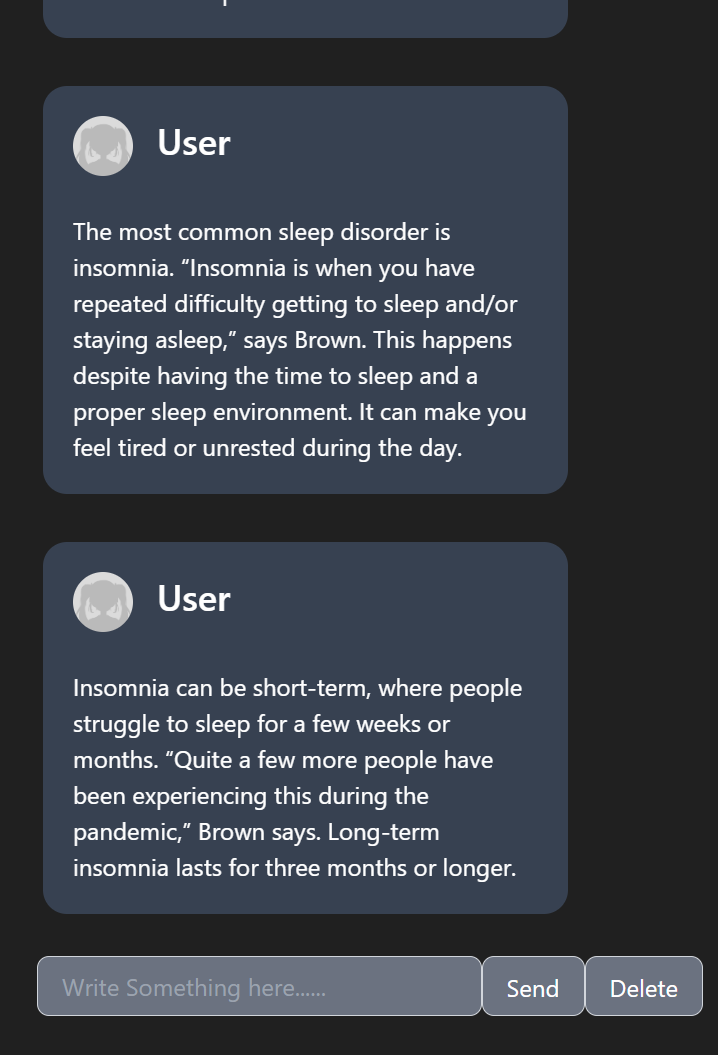 User
The most common sleep disorder is
insomnia. “Insomnia is when you have
repeated difficulty getting to sleep and/or
staying asleep,” says Brown. This happens
despite having the time to sleep and a
proper sleep environment. It can make you
feel tired or unrested during the day.
User
Insomnia can be short-term, where people
struggle to sleep for a few weeks or
months. “Quite a few more people have
been experiencing this during the
pandemic,” Brown says. Long-term
insomnia lasts for three months or longer.
Write Something here......
Send
Delete